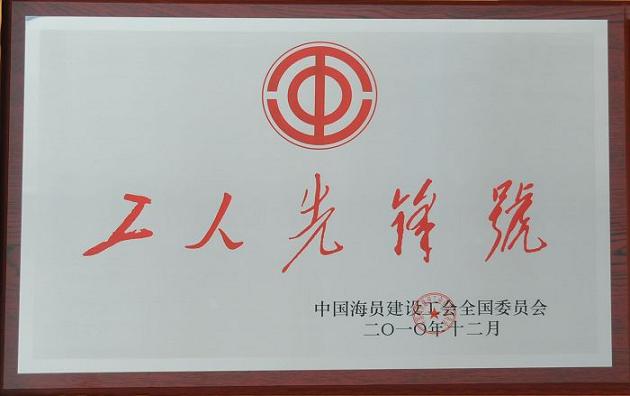 工人先锋號
中国海员建设工会全国委员会
二〇一〇年十二月